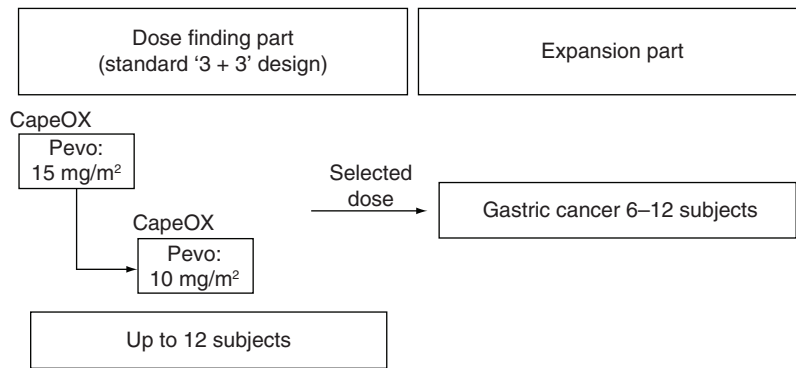 Dose finding part
(standard ‘3 + 3’ design)
Expansion part
CapeOX
Pevo:
15 mg/m²
Selected
dose
Gastric cancer 6–12 subjects
CapeOX
Pevo:
10 mg/m²
Up to 12 subjects